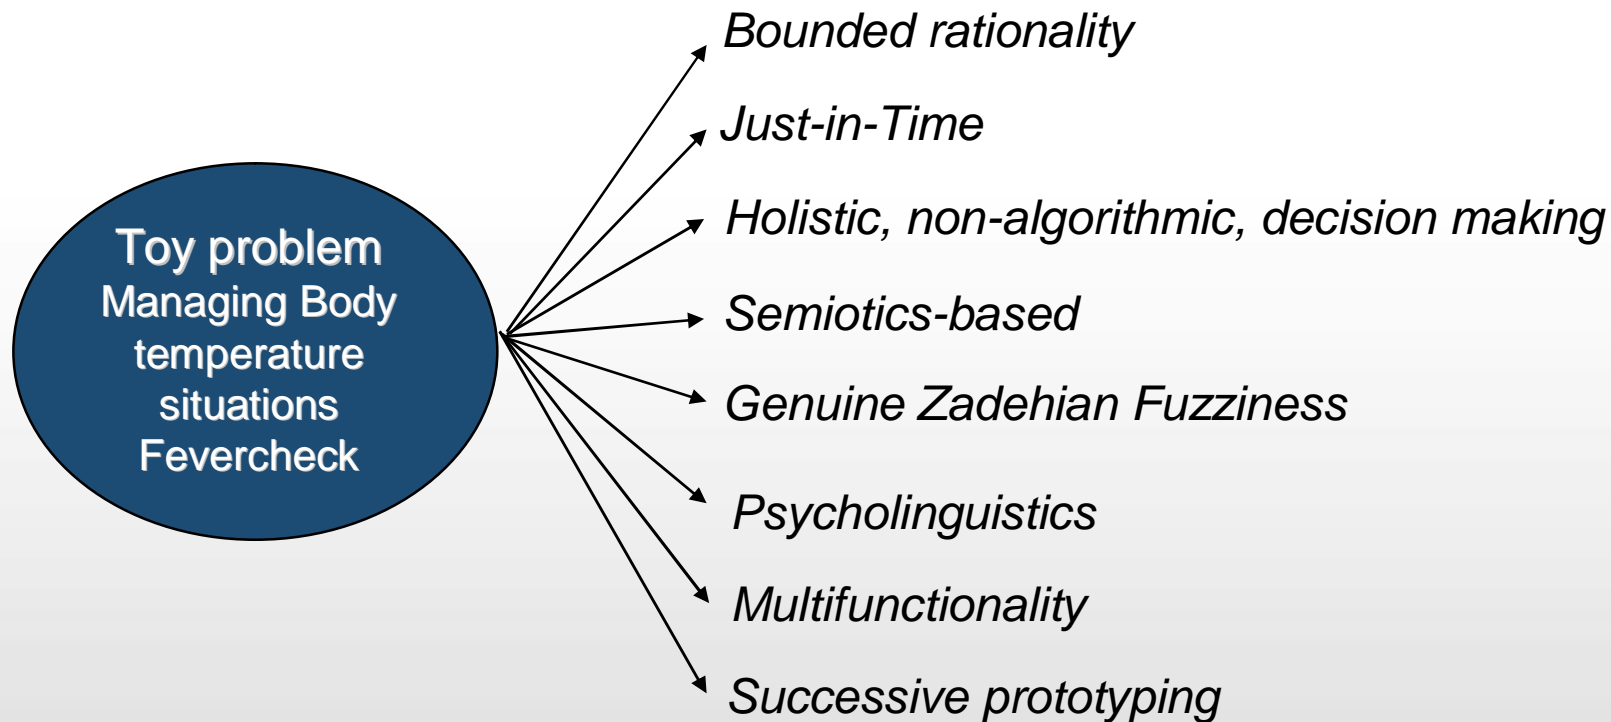 Toy problem
Managing Body
temperature
situations
Fevercheck
Bounded rationality
Just-in-Time
Holistic, non-algorithmic, decision making
Semiotics-based
Genuine Zadehian Fuzziness
Psycholinguistics
Multifunctionality
Successive prototyping